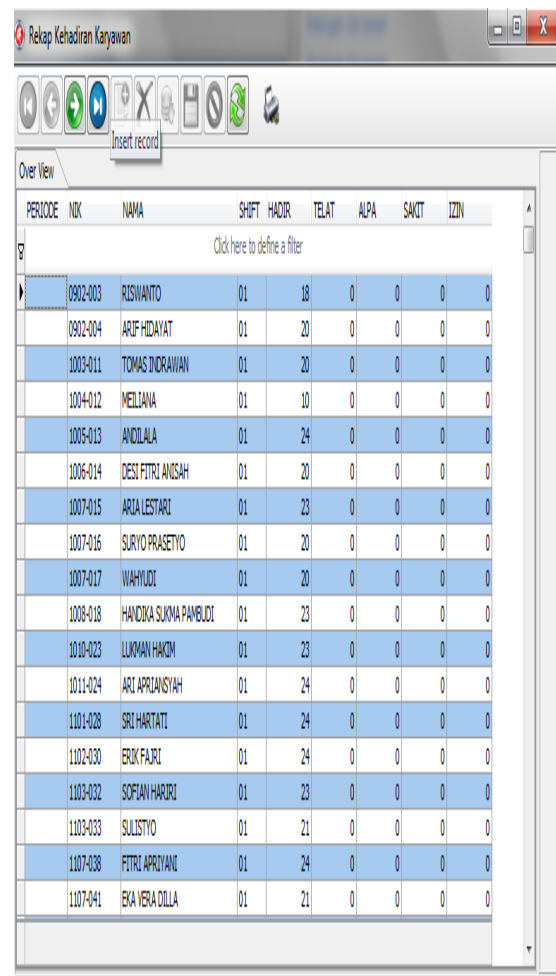 Rekap Kehadiran Karyawan
Insert record
Over View
PERIODE NIK NAMA SHIFT HADIR TELAT ALPA SAKIT IZIN
Click here to define a filter
0902-003 RISWANTO 01 18 0 0 0 0
0902-004 ARIF HIDAYAT 01 20 0 0 0 0
1003-011 TOMAS INDRAWAN 01 20 0 0 0 0
1004-012 MEILIANA 01 10 0 0 0 0
1005-013 ANDILALA 01 24 0 0 0 0
1006-014 DESI FITRI ANISAH 01 20 0 0 0 0
1007-015 ARIA LESTARI 01 23 0 0 0 0
1007-016 SURYO PRASETYO 01 20 0 0 0 0
1007-017 WAHYUDI 01 20 0 0 0 0
1008-018 HANDIKA SUKMA PAMBUDI 01 23 0 0 0 0
1010-023 LUKMAN HAKIM 01 23 0 0 0 0
1011-024 ARI APRIANSYAH 01 24 0 0 0 0
1101-028 SRI HARTATI 01 24 0 0 0 0
1102-030 ERIK FAJRI 01 24 0 0 0 0
1103-032 SOFIAN HARIRI 01 23 0 0 0 0
1103-033 SULISTYO 01 21 0 0 0 0
1107-038 FITRI APRIYANI 01 24 0 0 0 0
1107-041 EKA VERA DILLA 01 21 0 0 0 0